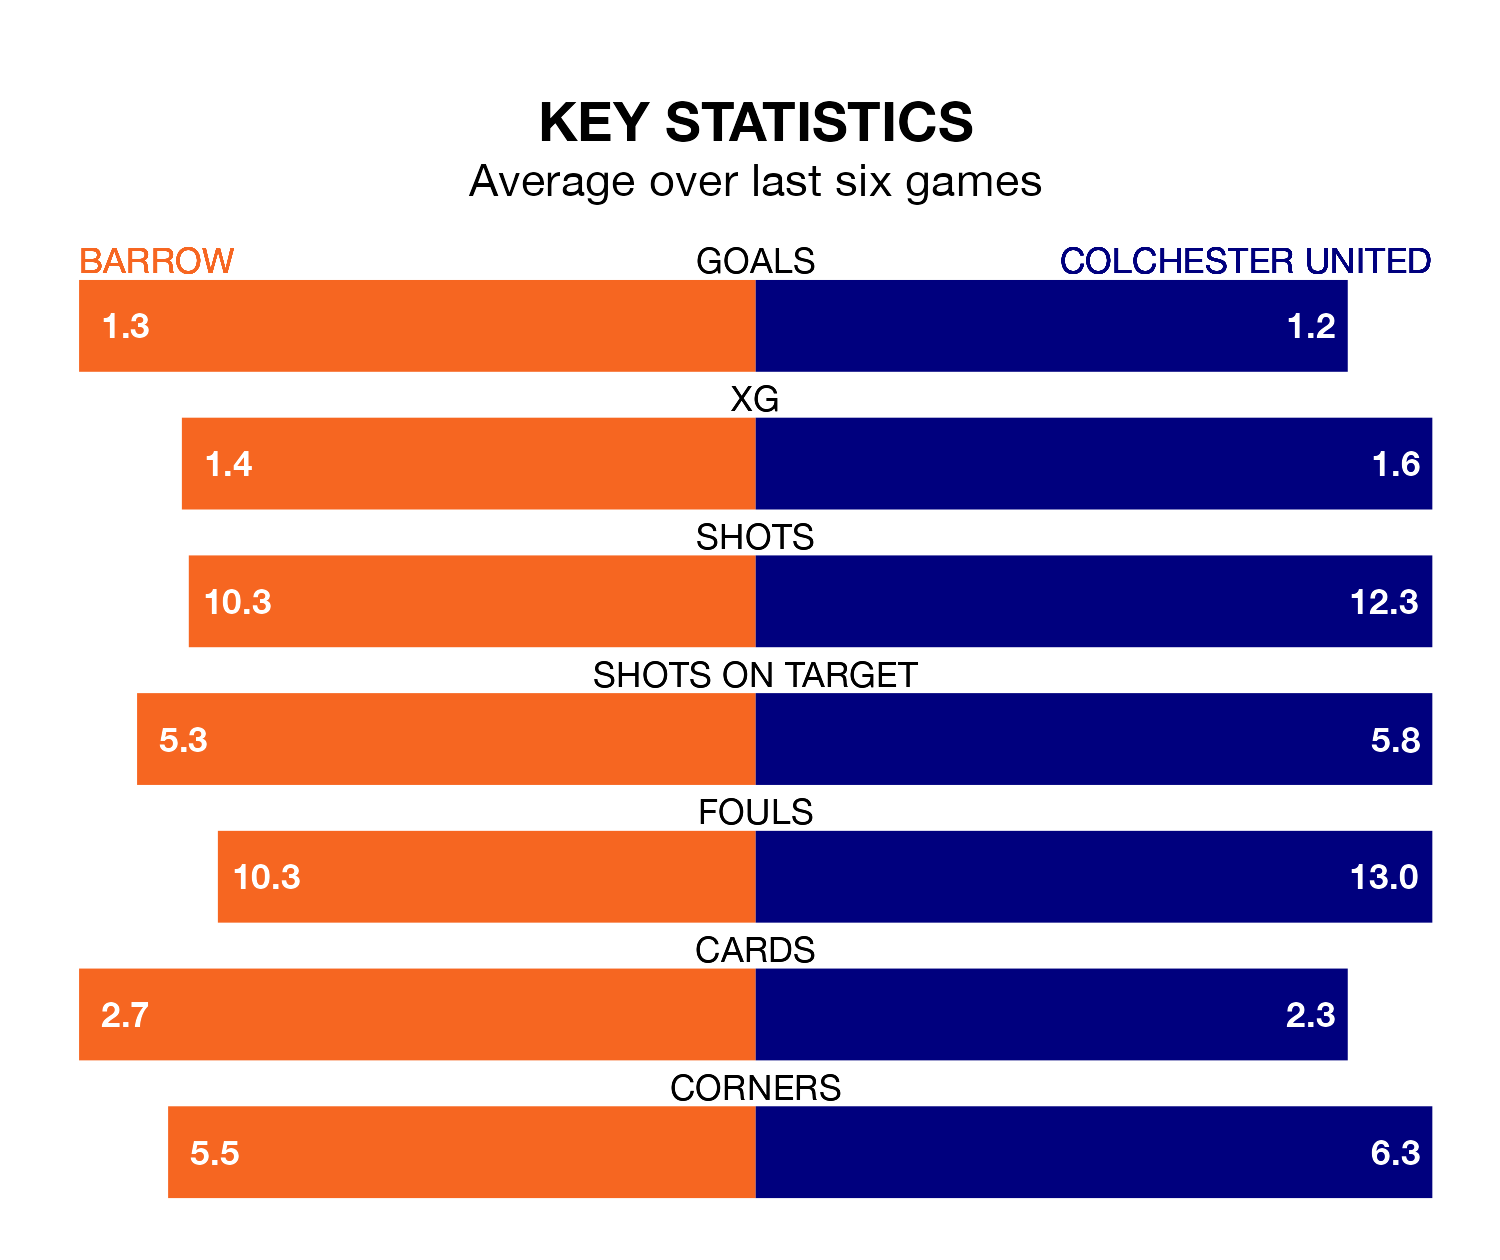 KEY STATISTICS
Average over last six games
BARROW GOALS COLCHESTER UNITED
1.3 1.2
XG
1.4 1.6
SHOTS
10.3 12.3
SHOTS ON TARGET
5.3 5.8
FOULS
10.3 13.0
CARDS
2.7 2.3
CORNERS
5.5 6.3